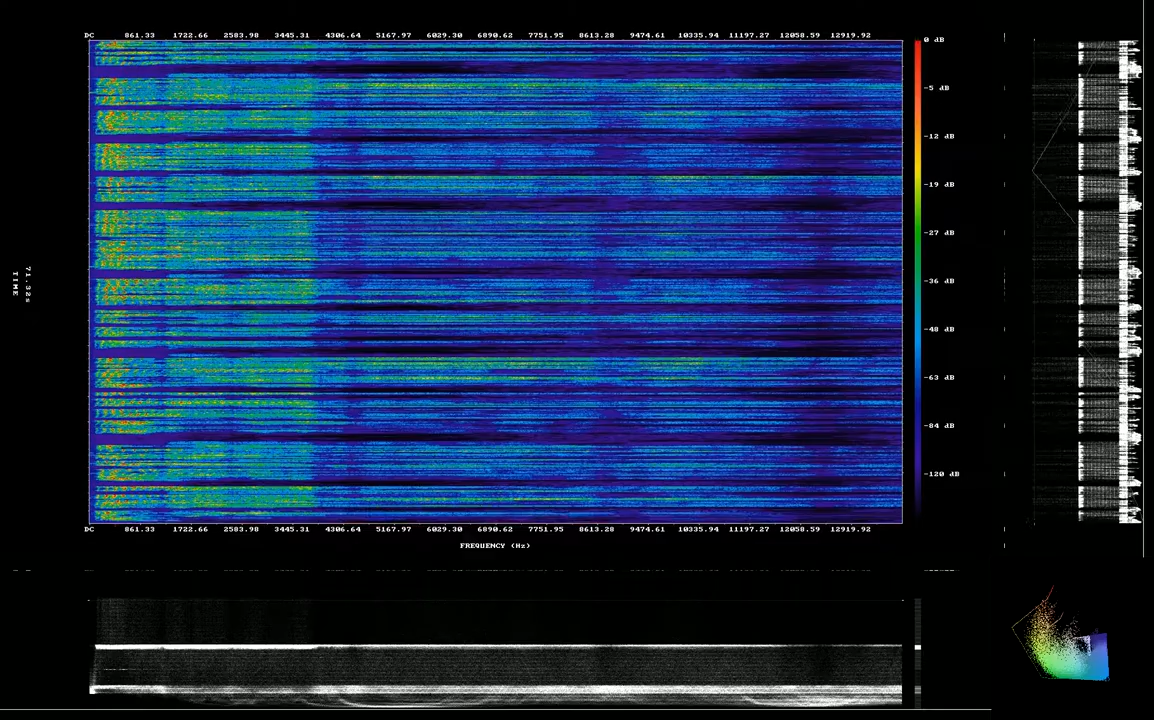 DC 861.33 1722.66 2583.98 3445.31 4306.64 5167.97 6029.30 6890.62 7751.95 8613.28 9474.61 10335.94 11197.27 12058.59 12919.92
0 dB
-5 dB
-12 dB
-19 dB
-27 dB
-36 dB
-48 dB
-63 dB
-84 dB
-120 dB
71.32s
TIME
DC 861.33 1722.66 2583.98 3445.31 4306.64 5167.97 6029.30 6890.62 7751.95 8613.28 9474.61 10335.94 11197.27 12058.59 12919.92
FREQUENCY (Hz)